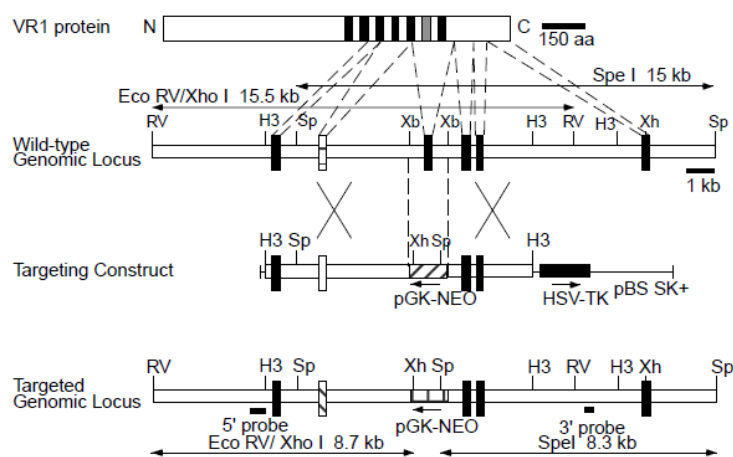 VR1 protein N C 150 aa
Spe I 15 kb
Eco RV/Xho I 15.5 kb
RV H3 Sp Xb Xb H3 RV H3 Xh Sp
Wild-type
Genomic Locus
1 kb
H3 Sp Xh Sp H3
Targeting Construct
pGK-NEO HSV-TK pBS SK+
RV H3 Sp Xh Sp H3 RV H3 Xh Sp
Targeted
Genomic Locus
5' probe pGK-NEO 3' probe
Eco RV/ Xho I 8.7 kb SpeI 8.3 kb